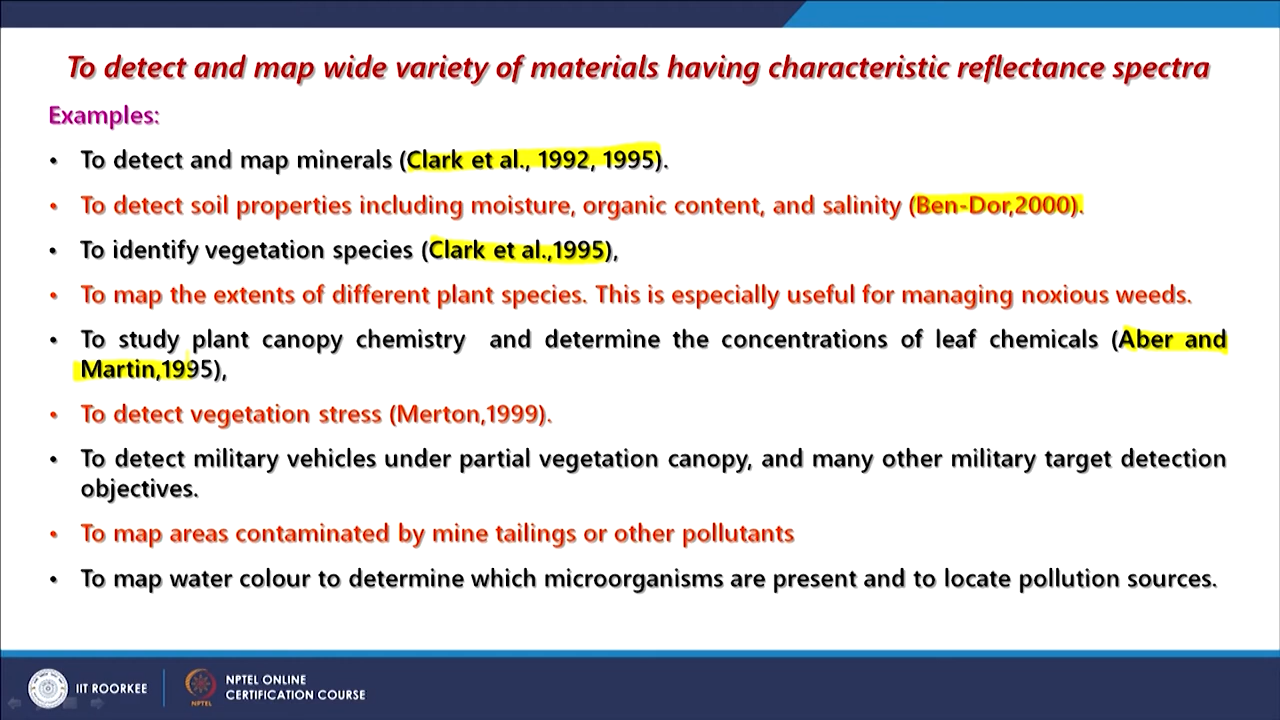 To detect and map wide variety of materials having characteristic reflectance spectra
Examples:
• To detect and map minerals (Clark et al., 1992, 1995).
• To detect soil properties including moisture, organic content, and salinity (Ben-Dor,2000).
• To identify vegetation species (Clark et al.,1995),
• To map the extents of different plant species. This is especially useful for managing noxious weeds.
• To study plant canopy chemistry and determine the concentrations of leaf chemicals (Aber and
Martin,1995),
• To detect vegetation stress (Merton,1999).
• To detect military vehicles under partial vegetation canopy, and many other military target detection
objectives.
• To map areas contaminated by mine tailings or other pollutants
• To map water colour to determine which microorganisms are present and to locate pollution sources.
IIT ROORKEE
NPTEL
NPTEL ONLINE
CERTIFICATION COURSE